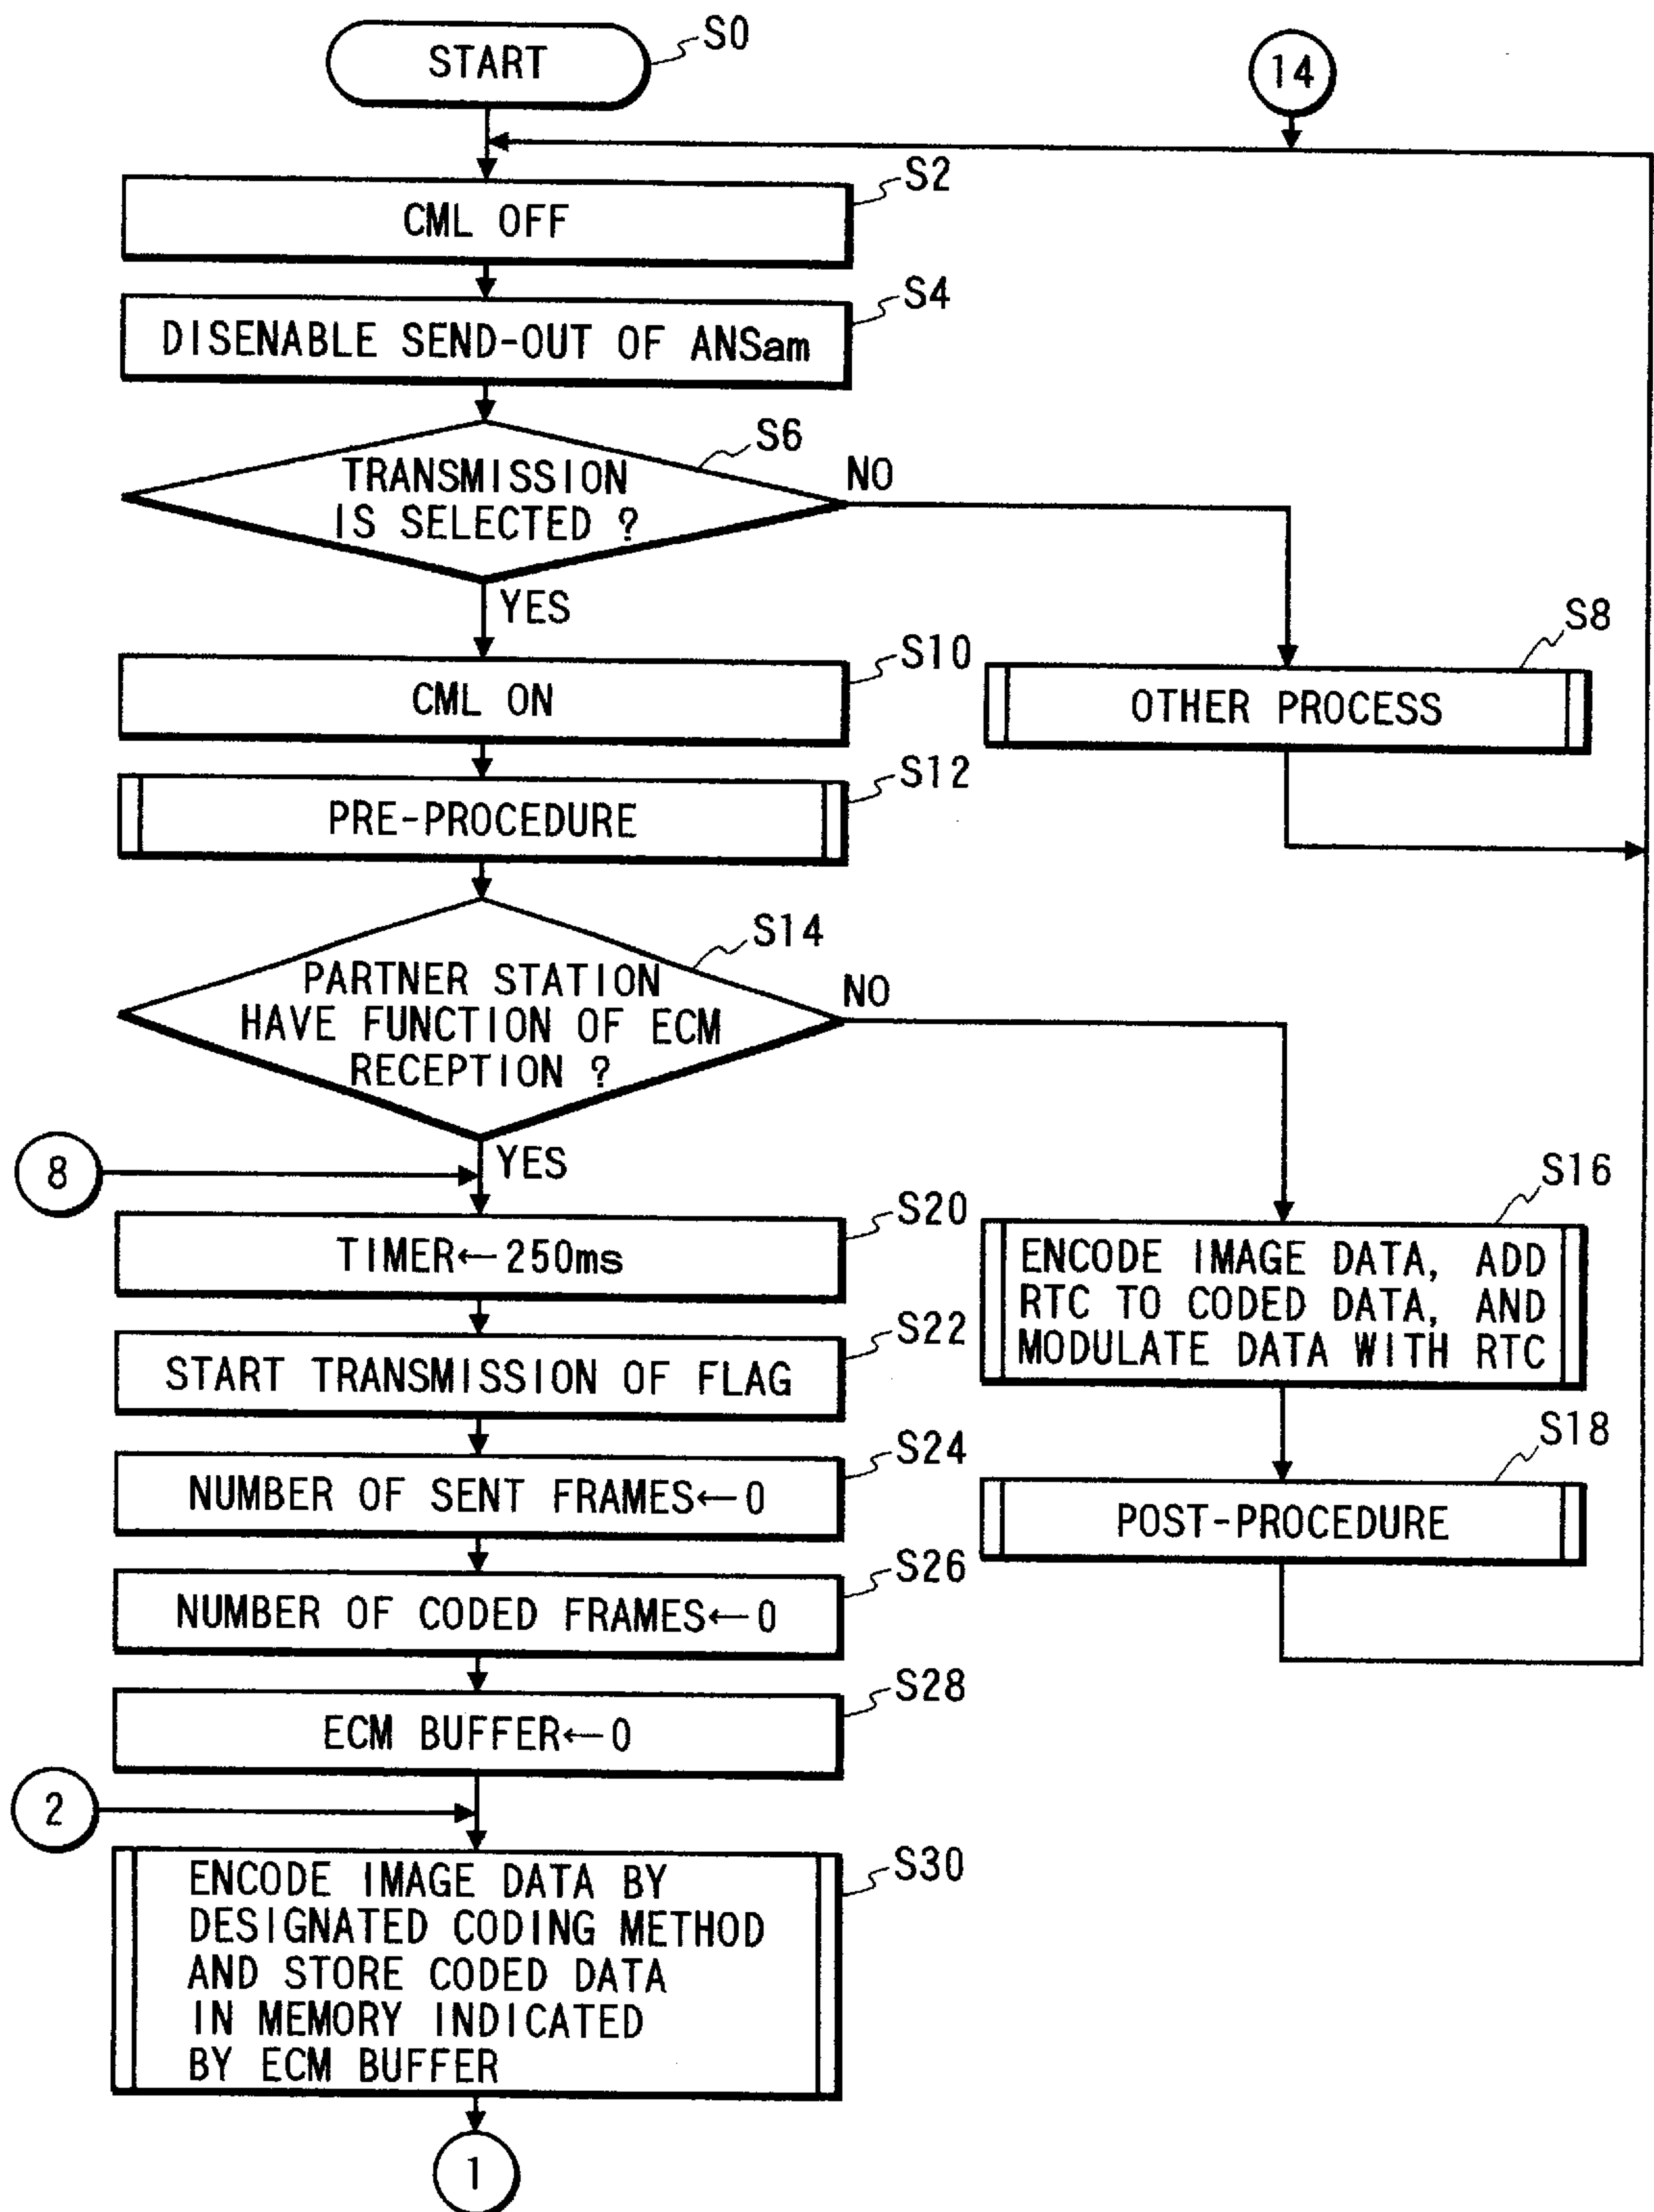 START
S0
14
S2
CML OFF
S4
DISENABLE SEND-OUT OF ANSam
S6
TRANSMISSION
IS SELECTED ?
NO
YES
S8
OTHER PROCESS
S10
CML ON
S12
PRE-PROCEDURE
S14
PARTNER STATION
HAVE FUNCTION OF ECM
RECEPTION ?
NO
YES
8
S16
ENCODE IMAGE DATA, ADD
RTC TO CODED DATA, AND
MODULATE DATA WITH RTC
S18
POST-PROCEDURE
S20
TIMER←250ms
S22
START TRANSMISSION OF FLAG
S24
NUMBER OF SENT FRAMES←0
S26
NUMBER OF CODED FRAMES←0
S28
ECM BUFFER←0
2
S30
ENCODE IMAGE DATA BY
DESIGNATED CODING METHOD
AND STORE CODED DATA
IN MEMORY INDICATED
BY ECM BUFFER
1